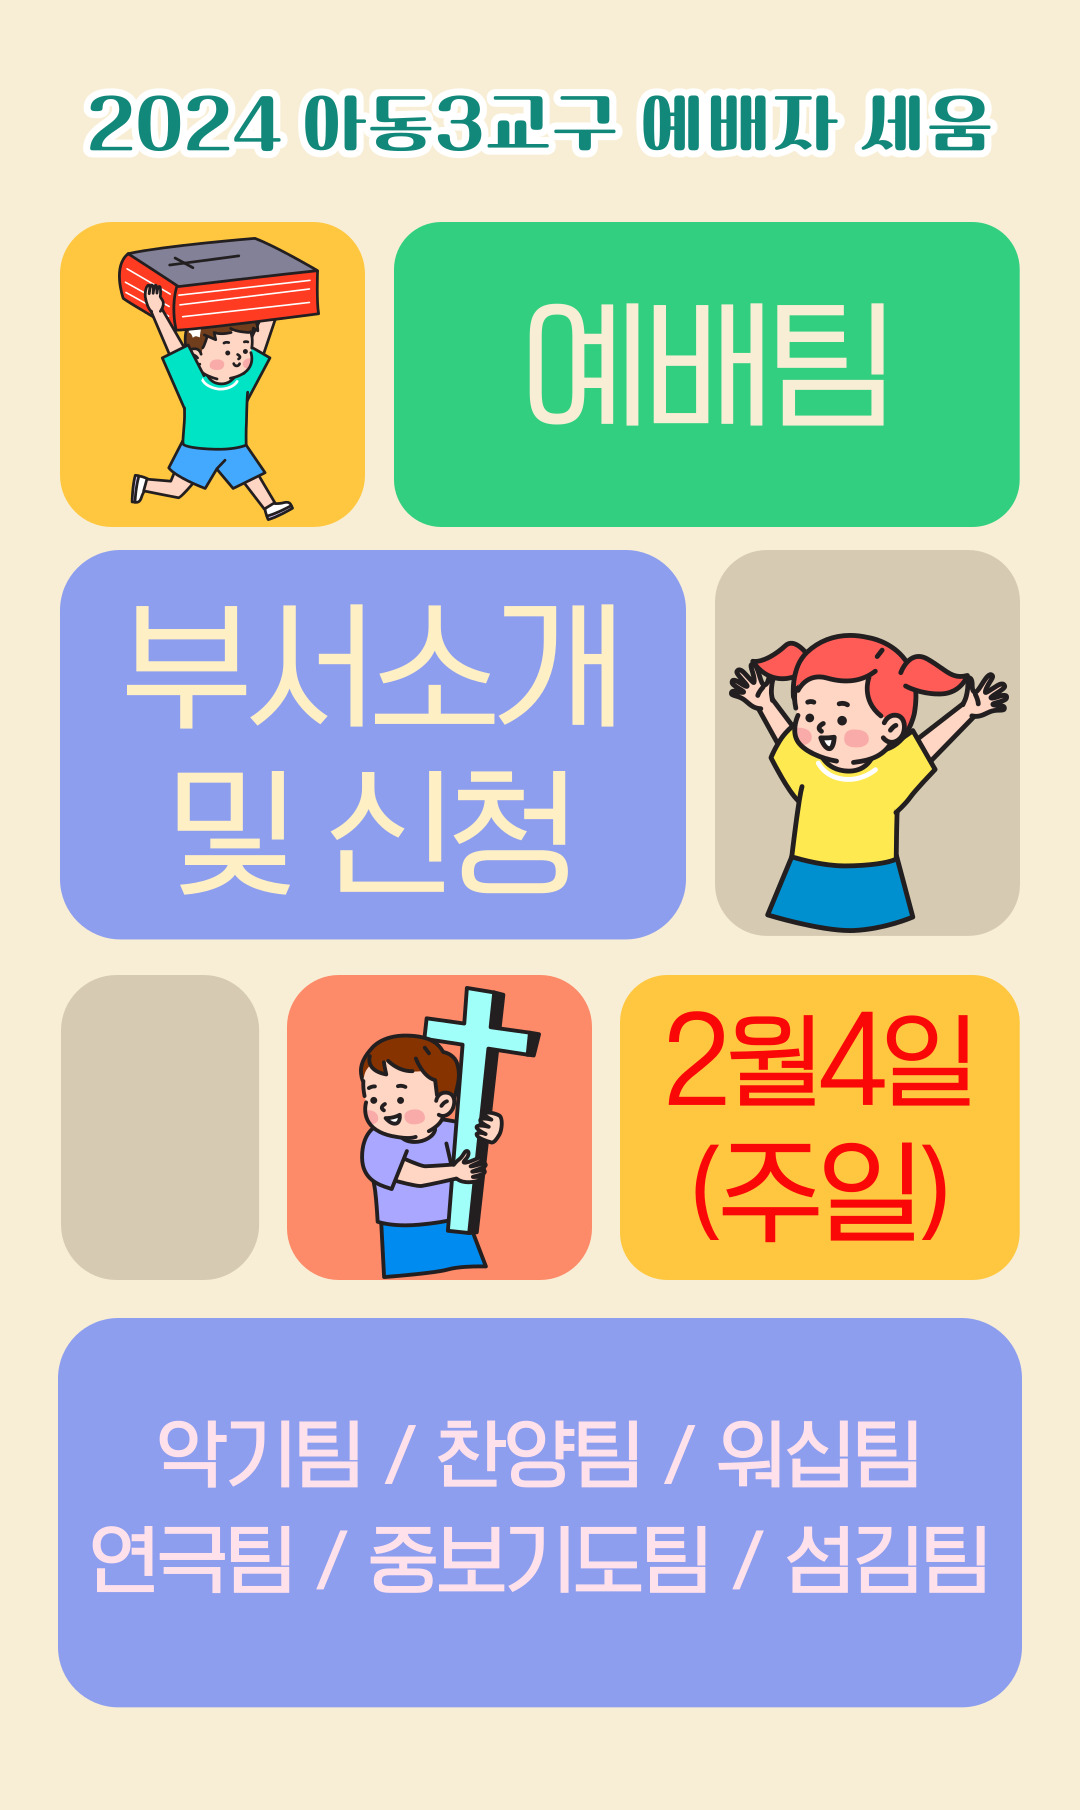 2024 아동3교구 예배자 세움
예배팀
부서소개
및 신청
2월4일
(주일)
악기팀 / 찬양팀 / 워십팀
연극팀 / 중보기도팀 / 섬김팀